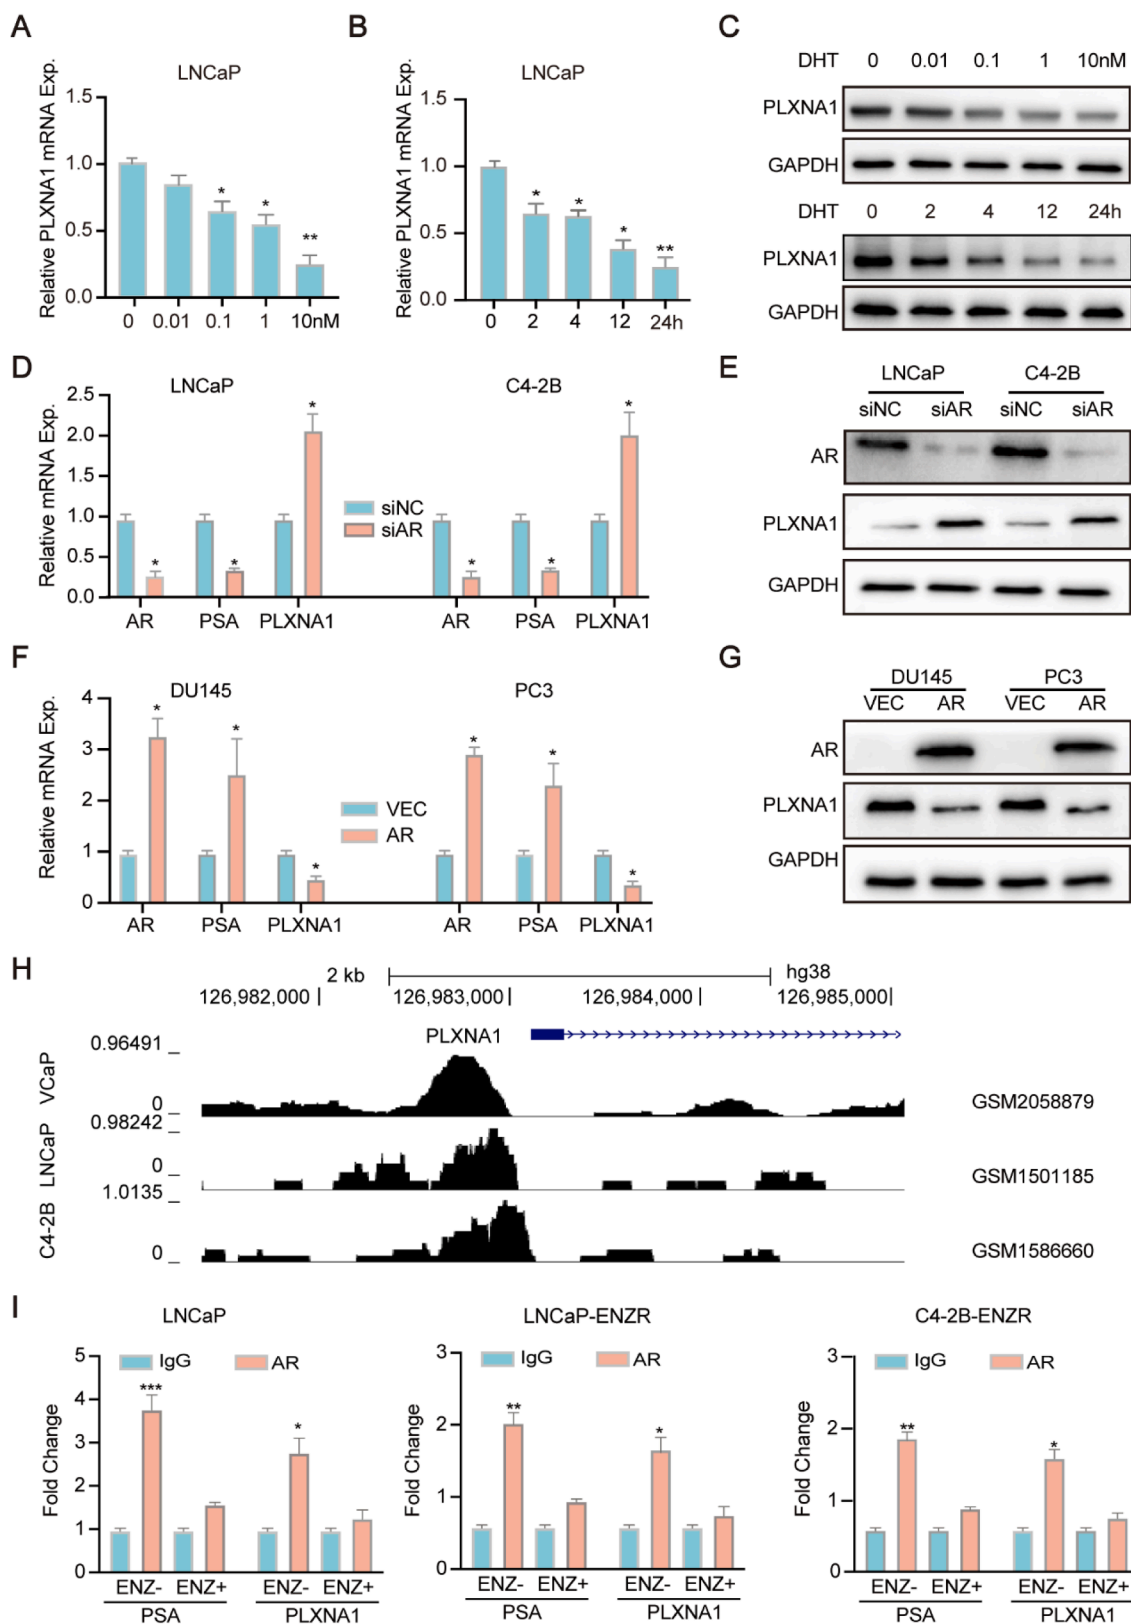 A
LNCaP
Relative PLXNA1 mRNA Exp.
1.5
1.0
0.5
0.0
* * **
0 0.01 0.1 1 10nM
B
LNCaP
Relative PLXNA1 mRNA Exp.
1.5
1.0
0.5
0.0
* * * **
0 2 4 12 24h
C
DHT 0 0.01 0.1 1 10nM
PLXNA1
GAPDH
DHT 0 2 4 12 24h
PLXNA1
GAPDH
D
LNCaP C4-2B
Relative mRNA Exp.
2.5
2.0
1.5
1.0
0.5
0.0
* * * * * *
siNC
siAR
AR PSA PLXNA1 AR PSA PLXNA1
E
LNCaP C4-2B
siNC siAR siNC siAR
AR
PLXNA1
GAPDH
F
DU145 PC3
Relative mRNA Exp.
4
3
2
1
0
* * * * * *
VEC
AR
AR PSA PLXNA1 AR PSA PLXNA1
G
DU145 PC3
VEC AR VEC AR
AR
PLXNA1
GAPDH
H
2 kb hg38
126,982,000 126,983,000 126,984,000 126,985,000
PLXNA1
VCaP
0.96491
0
GSM2058879
LNCaP
0.98242
0
GSM1501185
C4-2B
1.0135
0
GSM1586660
I
LNCaP
IgG AR
Fold Change
5
4
3
2
1
0
*** *
ENZ- ENZ+ ENZ- ENZ+
PSA PLXNA1
LNCaP-ENZR
IgG AR
Fold Change
3
2
1
0
** *
ENZ- ENZ+ ENZ- ENZ+
PSA PLXNA1
C4-2B-ENZR
IgG AR
Fold Change
3
2
1
0
** *
ENZ- ENZ+ ENZ- ENZ+
PSA PLXNA1